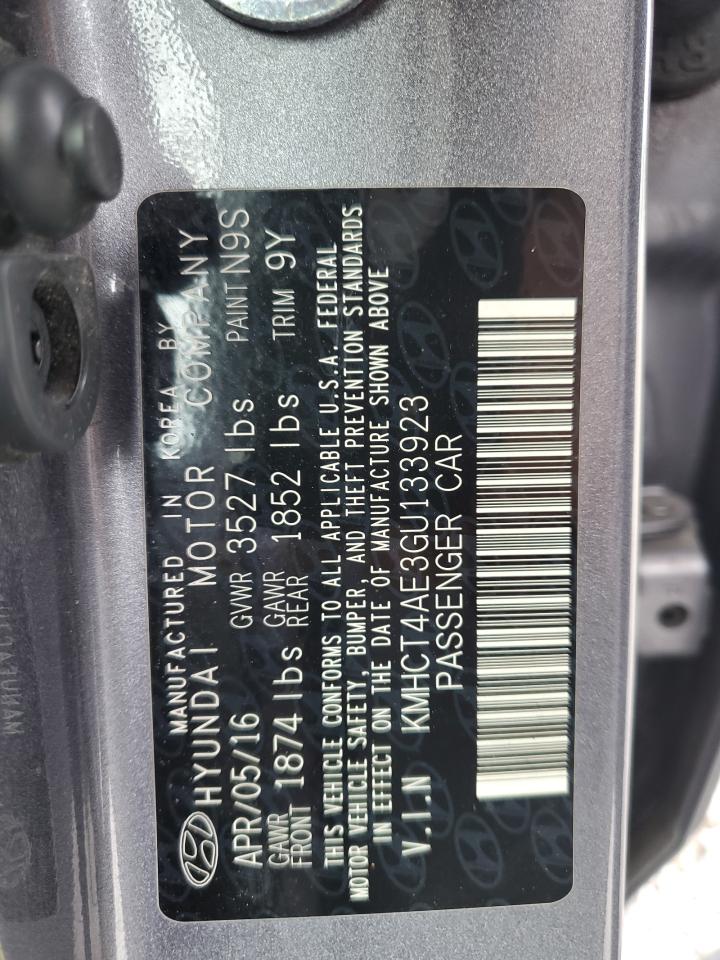 MANUFACTURED IN KOREA BY
HYUNDAI MOTOR COMPANY
APR/05/16 GVWR 3527 lbs PAINT N9S
GAWR FRONT 1874 lbs GAWR REAR 1852 lbs TRIM 9Y
THIS VEHICLE CONFORMS TO ALL APPLICABLE U.S.A. FEDERAL
MOTOR VEHICLE SAFETY, BUMPER, AND THEFT PREVENTION STANDARDS
IN EFFECT ON THE DATE OF MANUFACTURE SHOWN ABOVE
V.I.N KMHCT4AE3GU133923
PASSENGER CAR